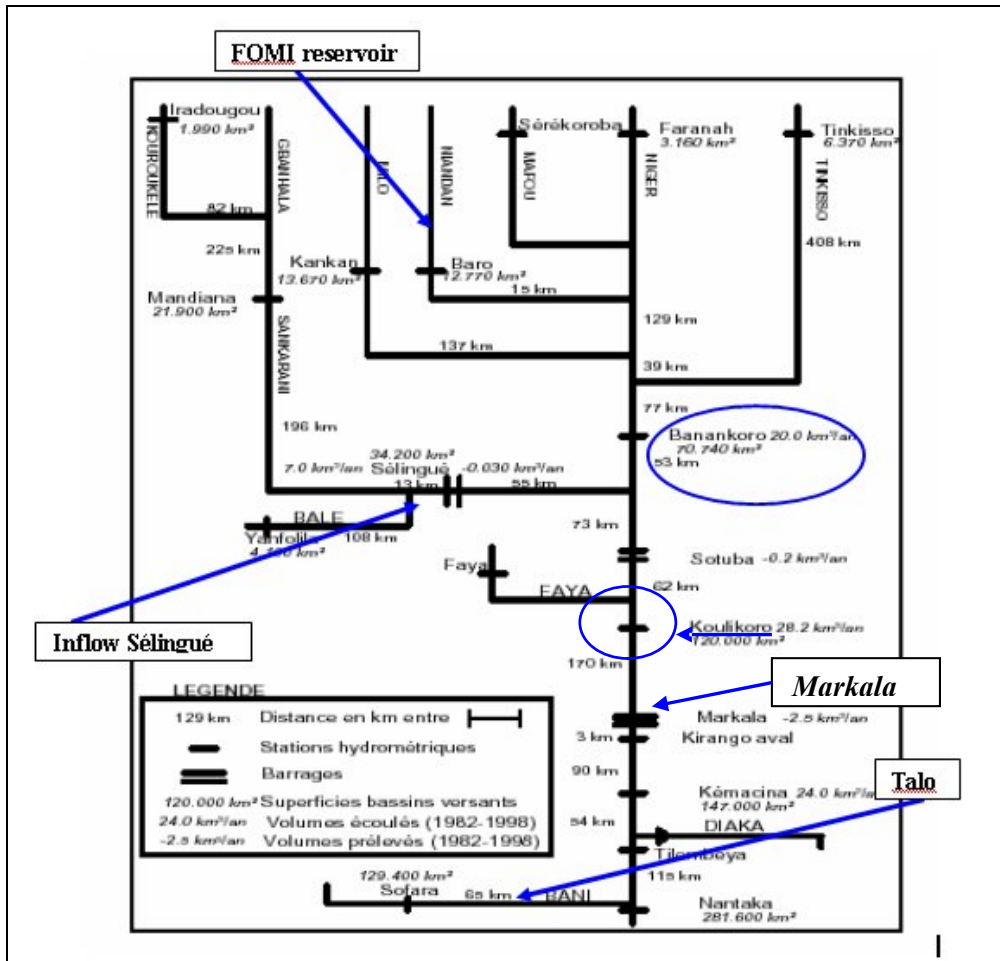 FOMI reservoir
Iradougou
1.990 km²
Sérékoroba
Faranah
3.160 km²
Tinkisso
6.370 km²
KOUROUKELE
GBANHALA
MILO
NIANDAN
MAFOU
NIGER
TINKISSO
82 km
225 km
408 km
Kankan
13.670 km²
Baro
12.770 km²
15 km
Mandiana
21.900 km²
129 km
SANKARANI
137 km
39 km
77 km
196 km
Banankoro 20.0 km³/an
70.740 km²
53 km
34.200 km²
7.0 km³/an Sélingué -0.030 km³/an
13 km
55 km
BALE
Yanfolila 108 km
73 km
Sotuba -0.2 km³/an
Faya
62 km
FAYA
Inflow Sélingué
Koulikoro 28.2 km³/an
120.000 km²
170 km
Markala
LEGENDE
129 km Distance en km entre
Stations hydrométriques
Barrages
120.000 km² Superficies bassins versants
24.0 km³/an Volumes écoulés (1982-1998)
-2.5 km³/an Volumes prélevés (1982-1998)
Markala -2.5 km³/an
3 km Kirango aval
90 km
Talo
Kémacina 24.0 km³/an
147.000 km²
54 km
DIAKA
Tilembeya
115 km
129.400 km²
Sofara
65 km
BANI
Nantaka
281.600 km²